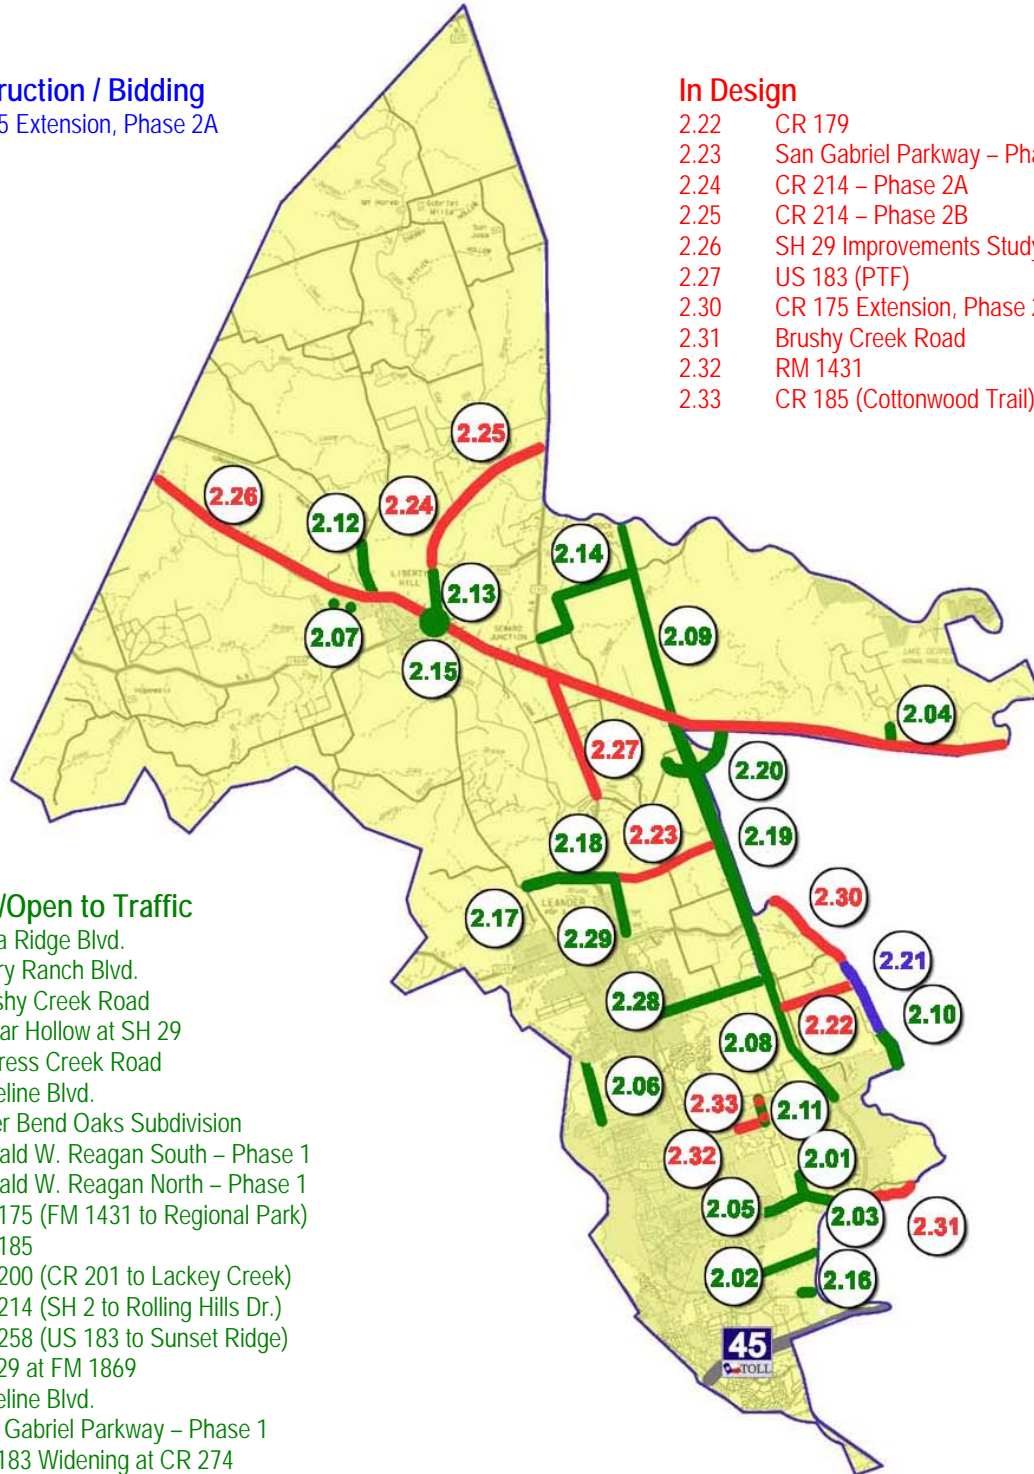 ruction / Bidding
5 Extension, Phase 2A
In Design
2.22 CR 179
2.23 San Gabriel Parkway – Pha
2.24 CR 214 – Phase 2A
2.25 CR 214 – Phase 2B
2.26 SH 29 Improvements Study
2.27 US 183 (PTF)
2.30 CR 175 Extension, Phase 2
2.31 Brushy Creek Road
2.32 RM 1431
2.33 CR 185 (Cottonwood Trail)
2.25
2.26
2.24
2.12
2.14
LIBERTY
HILL
2.13
2.07
SEWARD
JUNCTION
2.09
2.15
2.04
2.27
2.20
2.18
2.23
2.19
2.30
2.17
LEANDER
2.29
2.21
2.28
2.10
2.22
2.08
2.06
2.33
2.11
2.32
2.01
2.05
2.03
2.31
2.02
2.16
45
TOLL
/Open to Traffic
a Ridge Blvd.
ry Ranch Blvd.
shy Creek Road
ar Hollow at SH 29
ress Creek Road
eline Blvd.
er Bend Oaks Subdivision
ald W. Reagan South – Phase 1
ald W. Reagan North – Phase 1
175 (FM 1431 to Regional Park)
185
200 (CR 201 to Lackey Creek)
214 (SH 2 to Rolling Hills Dr.)
258 (US 183 to Sunset Ridge)
29 at FM 1869
eline Blvd.
Gabriel Parkway – Phase 1
183 Widening at CR 274